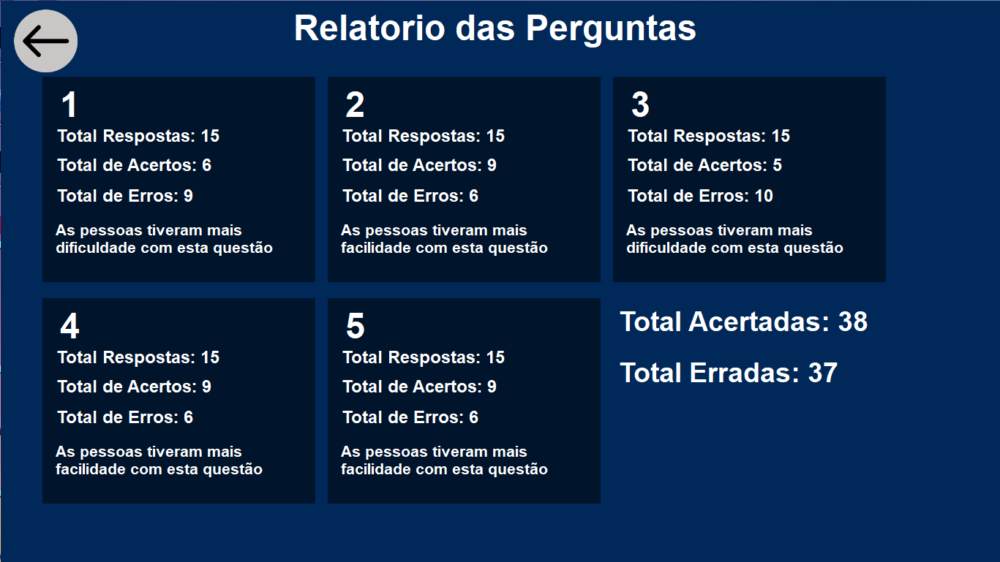 Relatorio das Perguntas
1
Total Respostas: 15
Total de Acertos: 6
Total de Erros: 9
As pessoas tiveram mais
dificuldade com esta questão
2
Total Respostas: 15
Total de Acertos: 9
Total de Erros: 6
As pessoas tiveram mais
facilidade com esta questão
3
Total Respostas: 15
Total de Acertos: 5
Total de Erros: 10
As pessoas tiveram mais
dificuldade com esta questão
4
Total Respostas: 15
Total de Acertos: 9
Total de Erros: 6
As pessoas tiveram mais
facilidade com esta questão
5
Total Respostas: 15
Total de Acertos: 9
Total de Erros: 6
As pessoas tiveram mais
facilidade com esta questão
Total Acertadas: 38
Total Erradas: 37